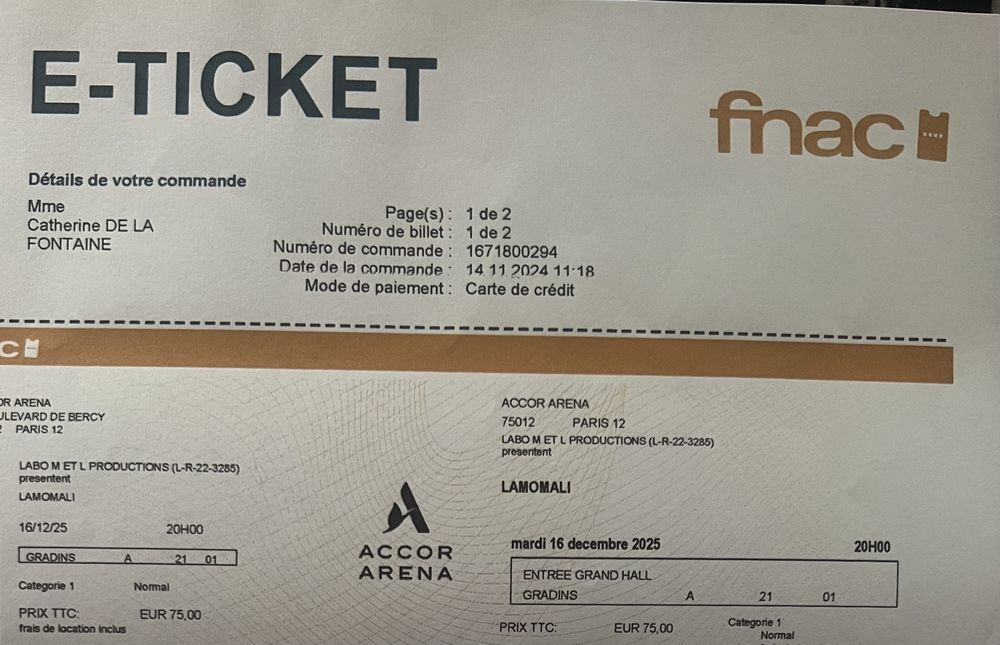 E-TICKET
fnac
Détails de votre commande
Mme
Catherine DE LA
FONTAINE
Page(s) : 1 de 2
Numéro de billet : 1 de 2
Numéro de commande : 1671800294
Date de la commande : 14.11.2024 11:18
Mode de paiement : Carte de crédit
C
OR ARENA
ULEVARD DE BERCY
2 PARIS 12
LABO M ET L PRODUCTIONS (L-R-22-3285)
presentent
LAMOMALI
16/12/25 20H00
GRADINS A 21 01
Categorie 1 Normal
PRIX TTC: EUR 75,00
frais de location inclus
ACCOR
ARENA
ACCOR ARENA
75012 PARIS 12
LABO M ET L PRODUCTIONS (L-R-22-3285)
presentent
LAMOMALI
mardi 16 decembre 2025 20H00
ENTREE GRAND HALL
GRADINS A 21 01
PRIX TTC: EUR 75,00 Categorie 1
Normal